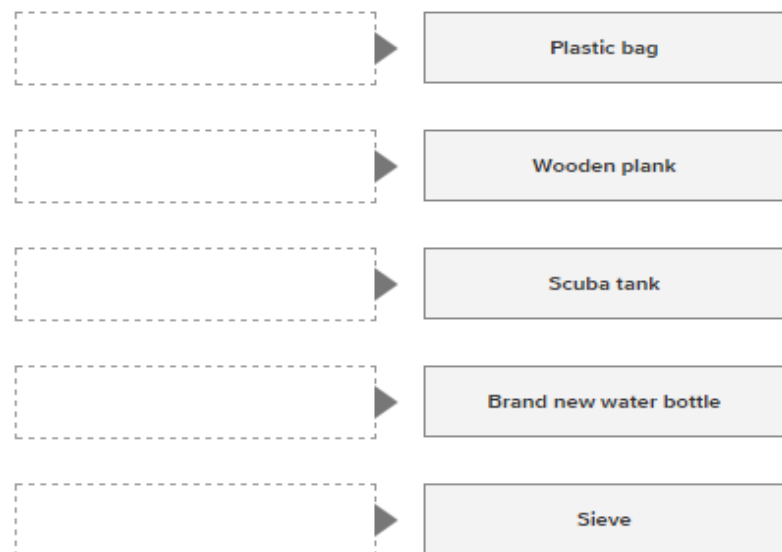 Plastic bag
Wooden plank
Scuba tank
Brand new water bottle
Sieve